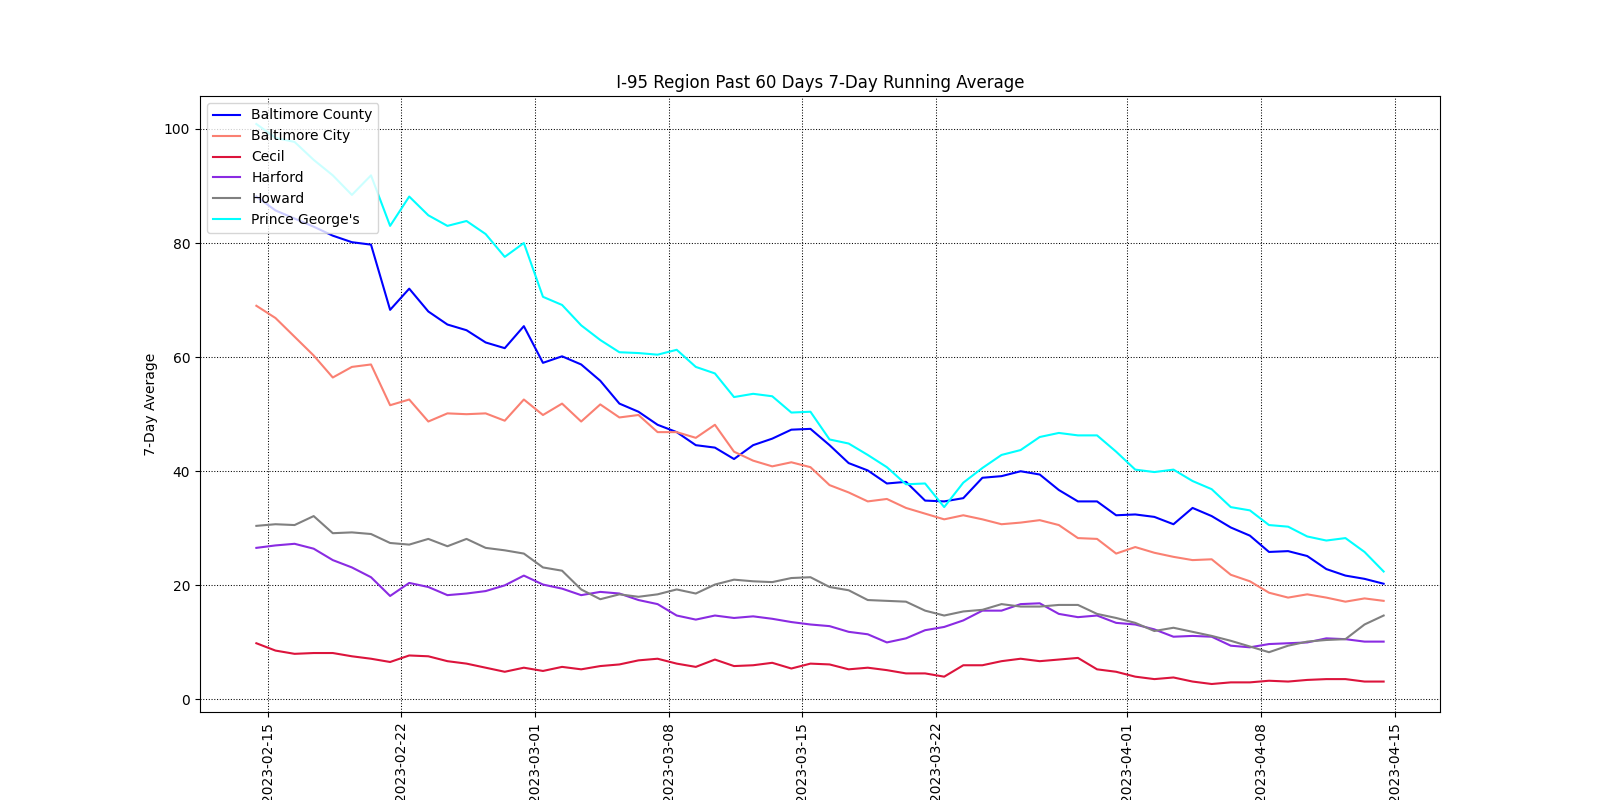 I-95 Region Past 60 Days 7-Day Running Average
Baltimore County
Baltimore City
Cecil
Harford
Howard
Prince George's
7-Day Average
100
80
60
40
20
0
2023-02-15
2023-02-22
2023-03-01
2023-03-08
2023-03-15
2023-03-22
2023-04-01
2023-04-08
2023-04-15